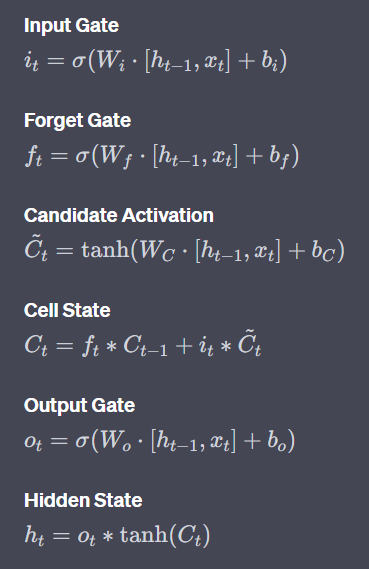 Input Gate
i_t = σ(W_i · [h_{t−1}, x_t] + b_i)
Forget Gate
f_t = σ(W_f · [h_{t−1}, x_t] + b_f)
Candidate Activation
C̃_t = tanh(W_C · [h_{t−1}, x_t] + b_C)
Cell State
C_t = f_t * C_{t−1} + i_t * C̃_t
Output Gate
o_t = σ(W_o · [h_{t−1}, x_t] + b_o)
Hidden State
h_t = o_t * tanh(C_t)